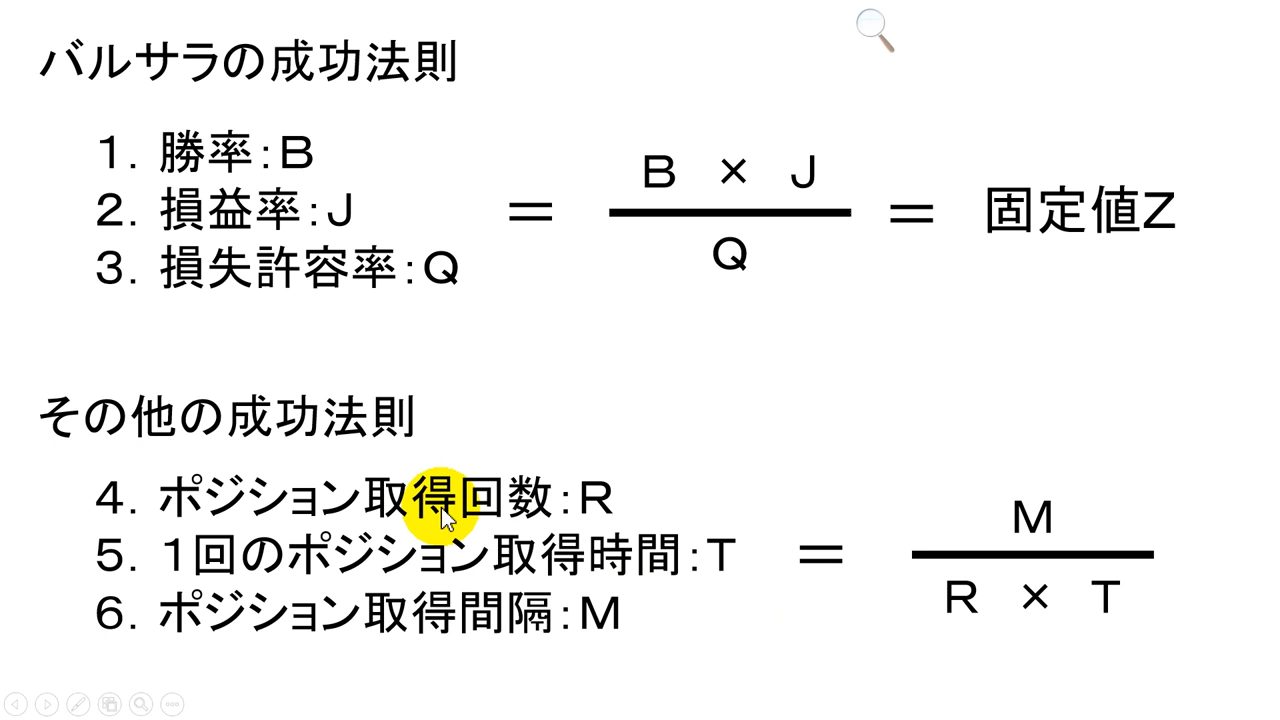 バルサラの成功法則
１．勝率：Ｂ
２．損益率：Ｊ
３．損失許容率：Ｑ
＝
Ｂ × Ｊ
Ｑ
＝ 固定値Ｚ
その他の成功法則
４．ポジション取得回数：Ｒ
５．１回のポジション取得時間：Ｔ
６．ポジション取得間隔：Ｍ
＝
Ｍ
Ｒ × Ｔ